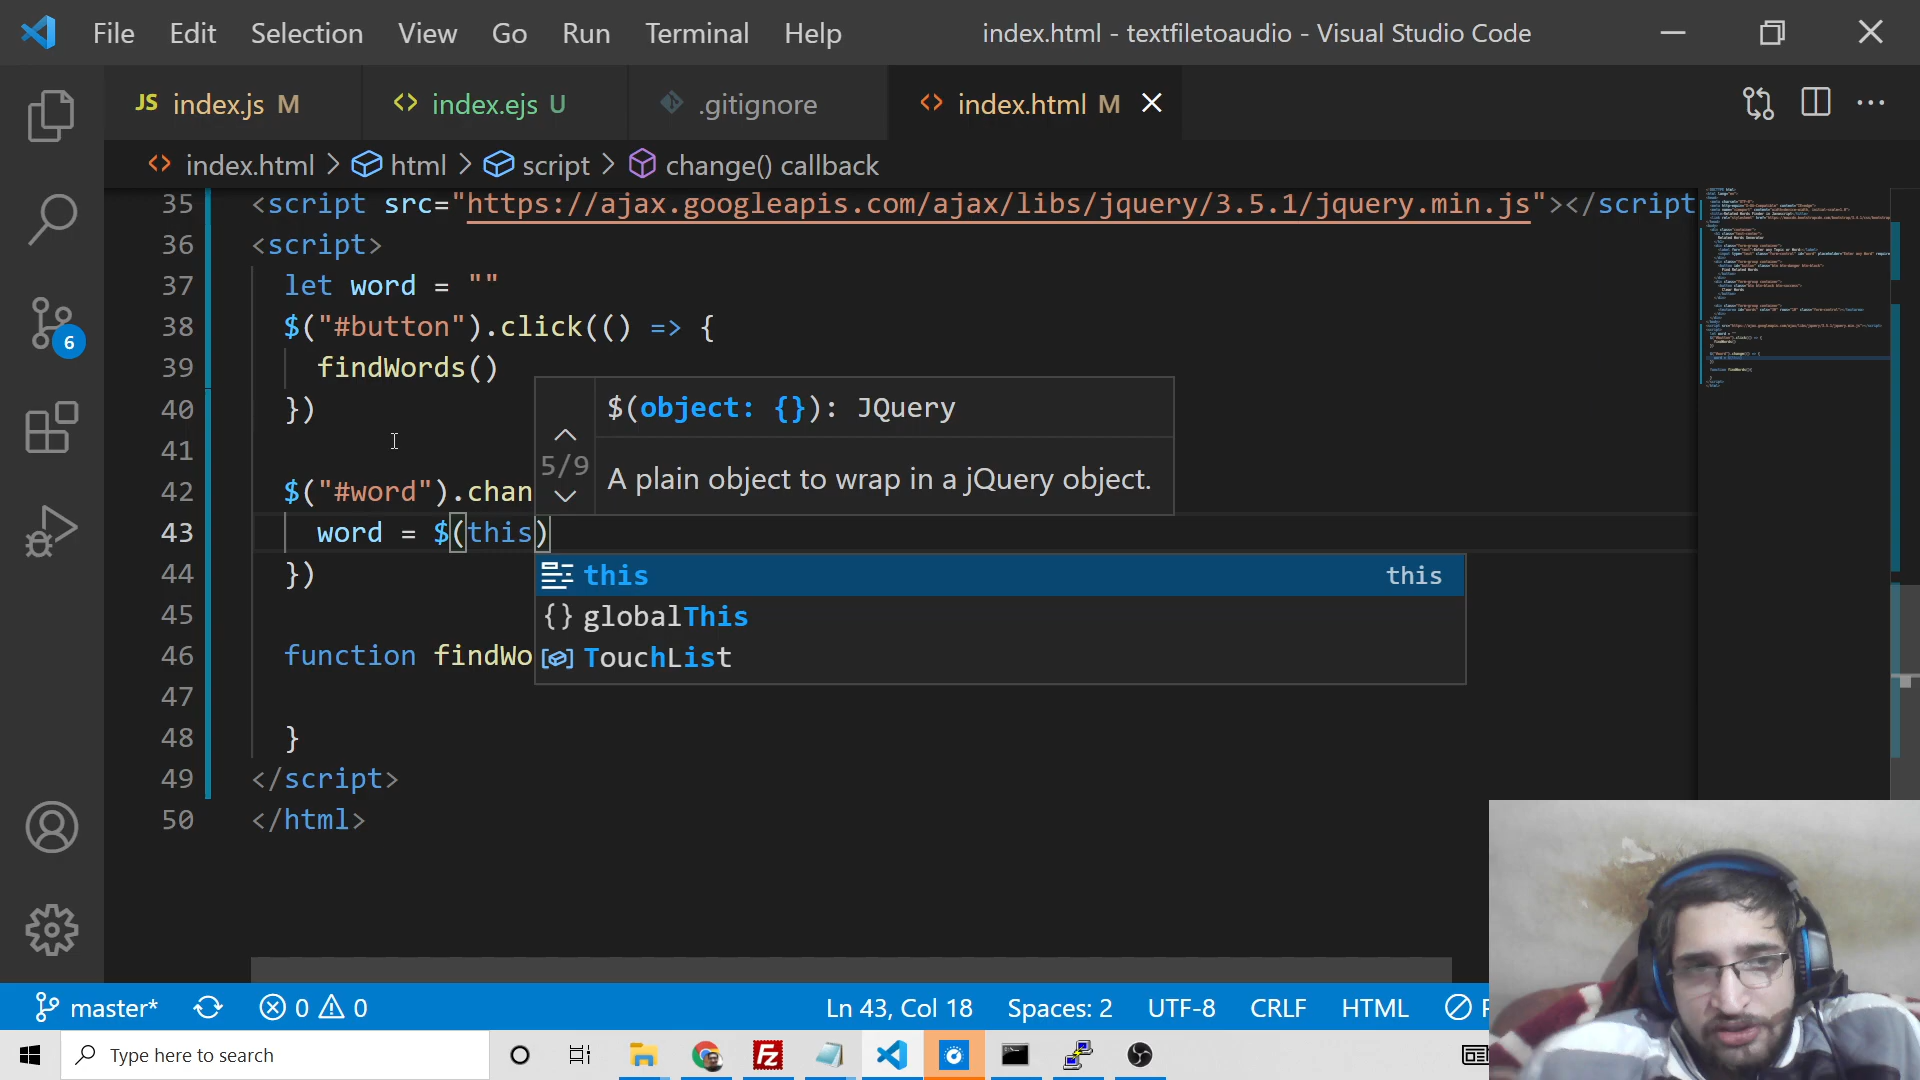 File Edit Selection View Go Run Terminal Help
index.html - textfiletoaudio - Visual Studio Code
JS index.js M
<> index.ejs U
.gitignore
<> index.html M
<> index.html > html > script > change() callback
35 <script src="https://ajax.googleapis.com/ajax/libs/jquery/3.5.1/jquery.min.js"></script
36 <script>
37 let word = ""
38 $("#button").click(() => {
39 findWords()
40 })
41
42 $("#word").chan
43 word = $(this)
44 })
45
46 function findWo
47
48 }
49 </script>
50 </html>
$(object: {}): JQuery
5/9
A plain object to wrap in a jQuery object.
this this
{} globalThis
TouchList
6
master*
0 0
Ln 43, Col 18
Spaces: 2
UTF-8
CRLF
HTML
Type here to search